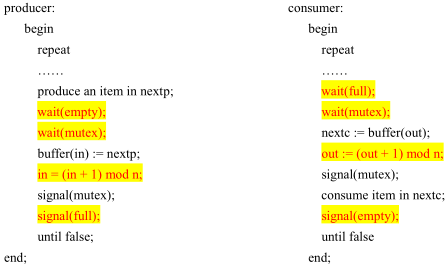 producer:
begin
repeat
……
produce an item in nextp;
wait(empty);
wait(mutex);
buffer(in) := nextp;
in = (in + 1) mod n;
signal(mutex);
signal(full);
until false;
end;
consumer:
begin
repeat
……
wait(full);
wait(mutex);
nextc := buffer(out);
out := (out + 1) mod n;
signal(mutex);
consume item in nextc;
signal(empty);
until false
end;